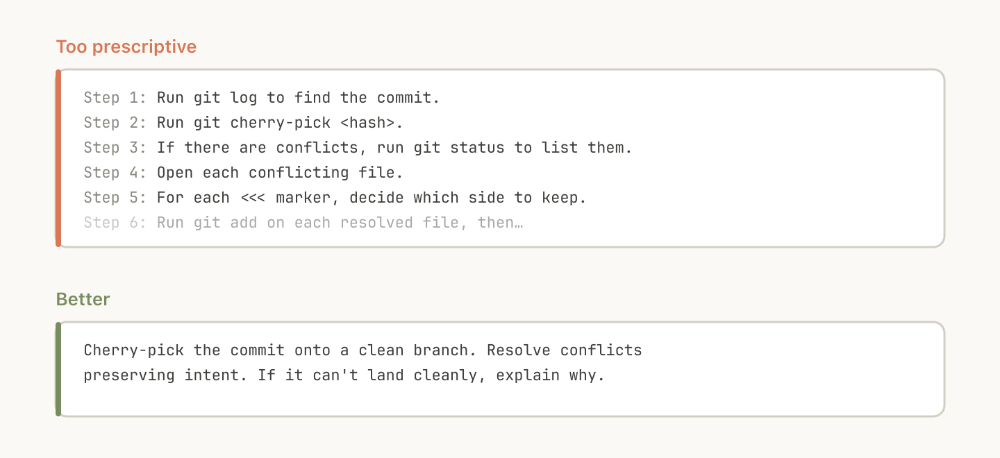 Too prescriptive
Step 1: Run git log to find the commit.
Step 2: Run git cherry-pick <hash>.
Step 3: If there are conflicts, run git status to list them.
Step 4: Open each conflicting file.
Step 5: For each <<< marker, decide which side to keep.
Step 6: Run git add on each resolved file, then…
Better
Cherry-pick the commit onto a clean branch. Resolve conflicts
preserving intent. If it can't land cleanly, explain why.